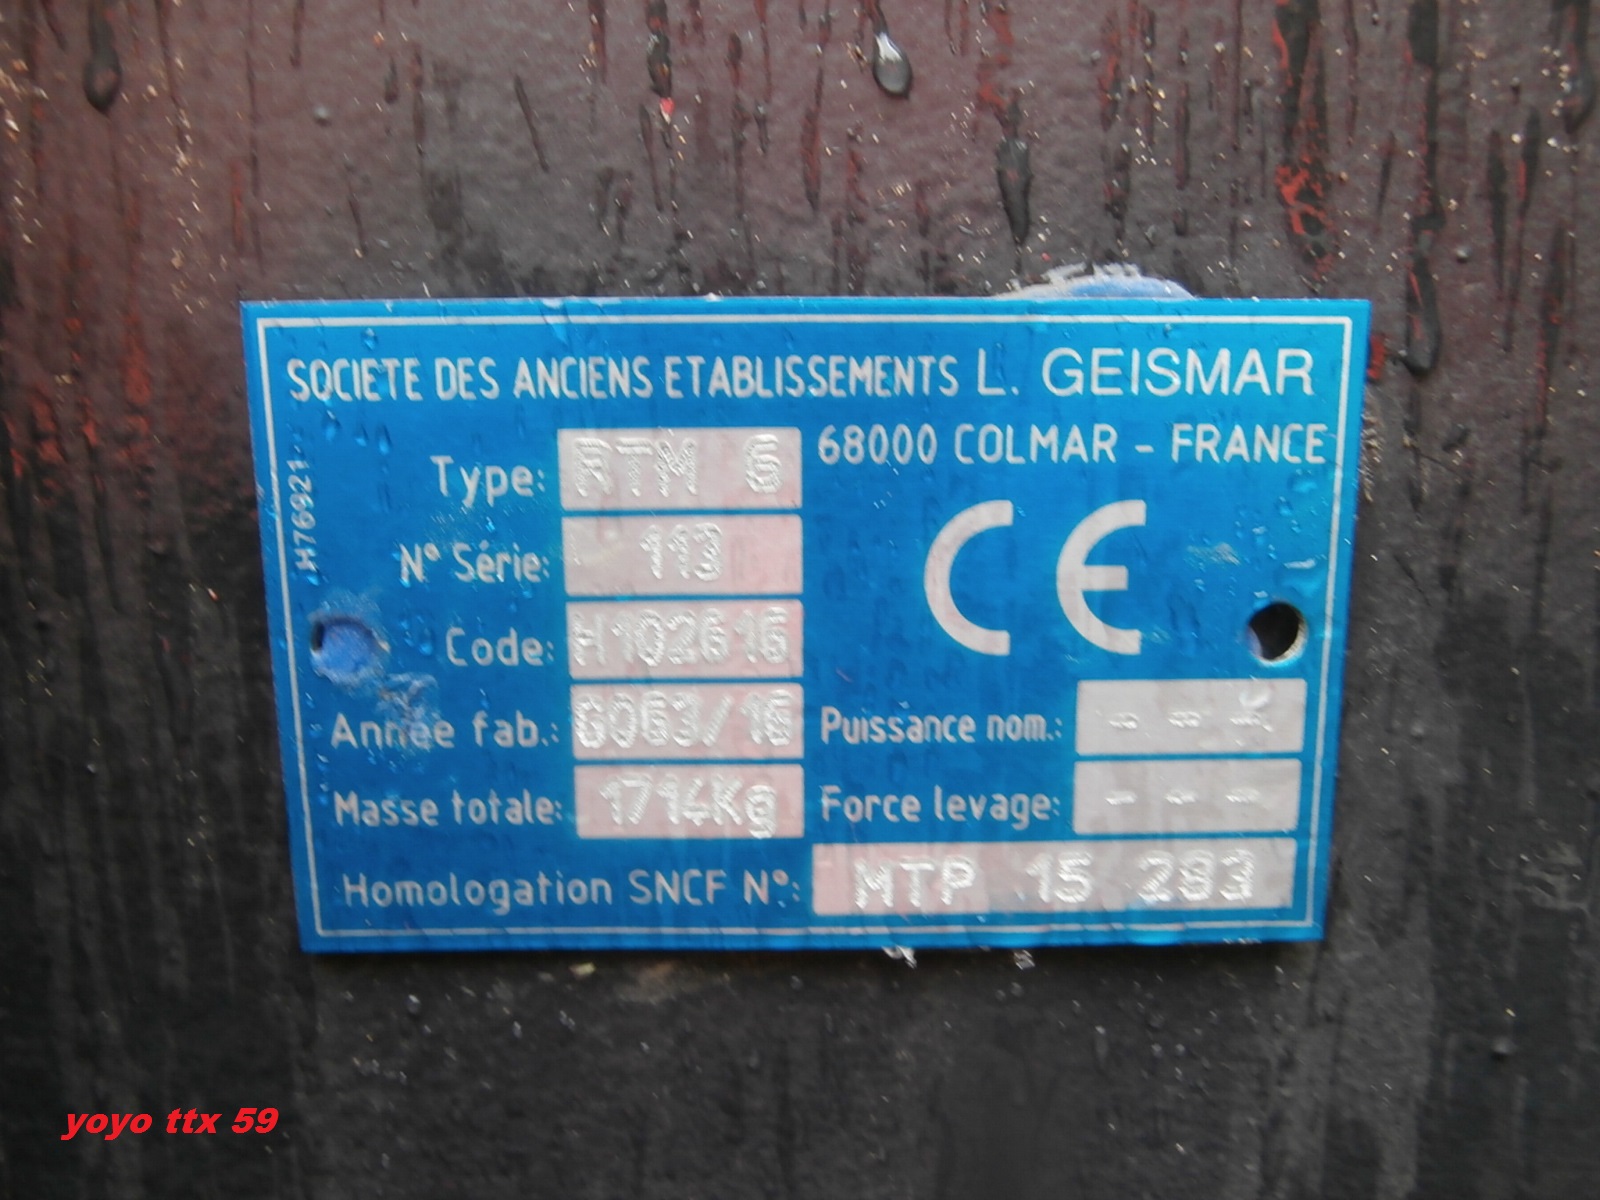 SOCIETE DES ANCIENS ETABLISSEMENTS L. GEISMAR
68000 COLMAR - FRANCE
H76921
Type: RTM 6
N° Série: 113
CE
Code: H102616
Année fab.: 6063/16
Puissance nom.: - - -
Masse totale: 1714Kg
Force levage: - - -
Homologation SNCF N°: MTP 15 283
yoyo ttx 59